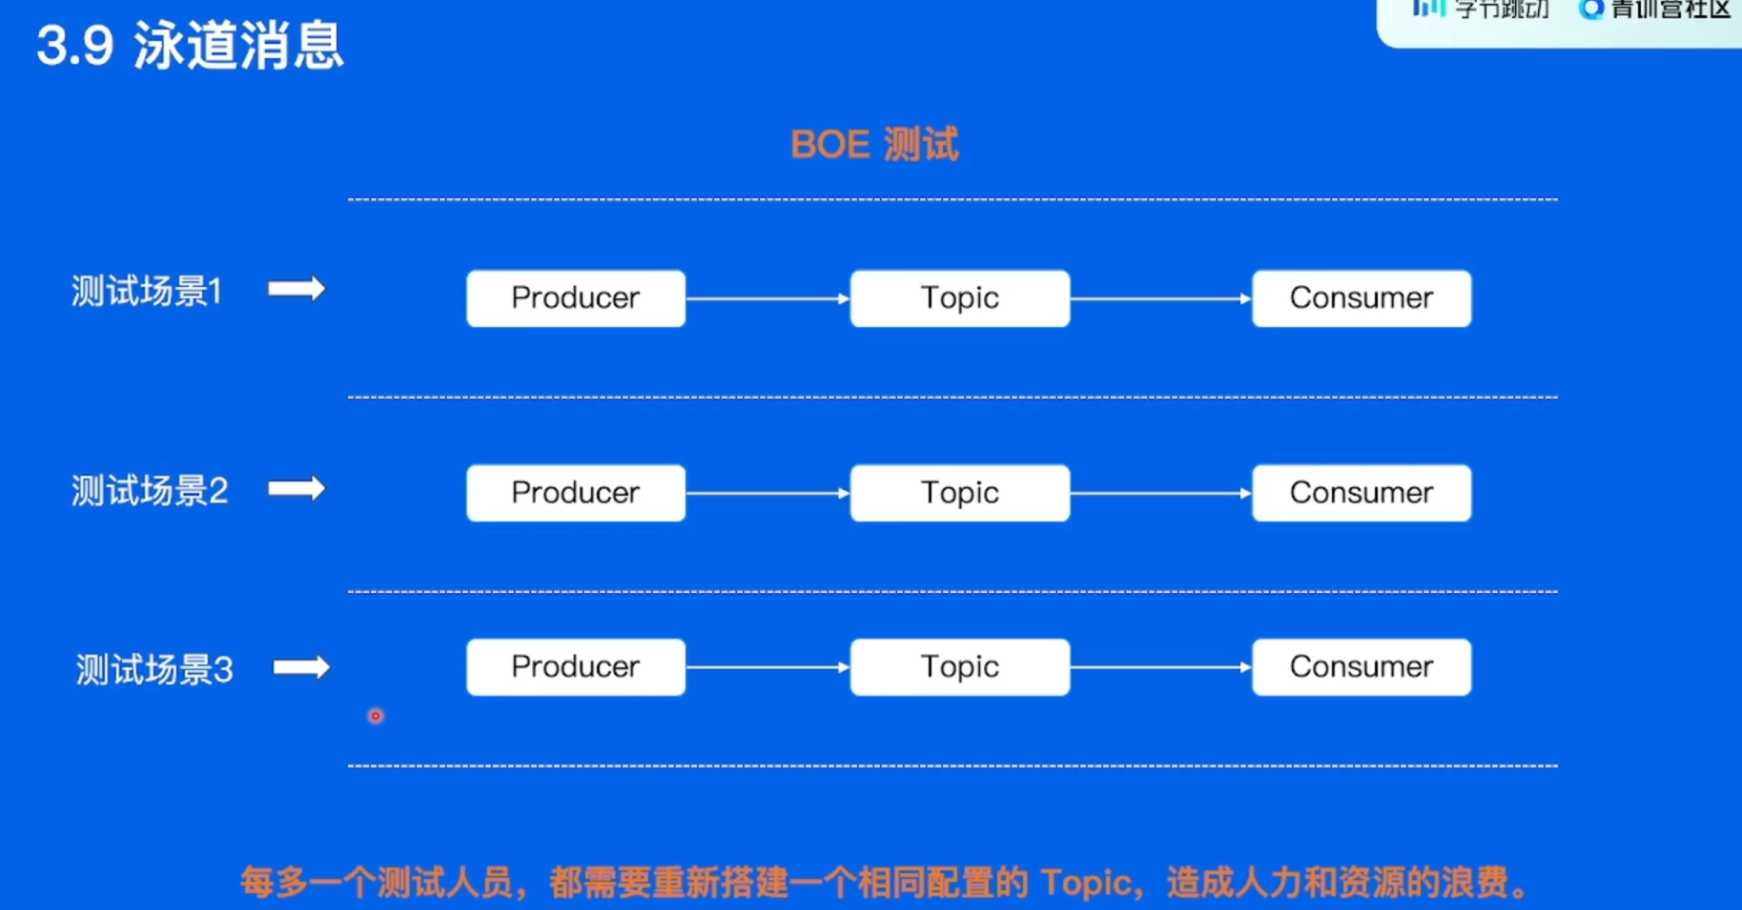 字节跳动 青训营社区
3.9 泳道消息
BOE 测试
测试场景1 Producer Topic Consumer
测试场景2 Producer Topic Consumer
测试场景3 Producer Topic Consumer
每多一个测试人员，都需要重新搭建一个相同配置的 Topic，造成人力和资源的浪费。